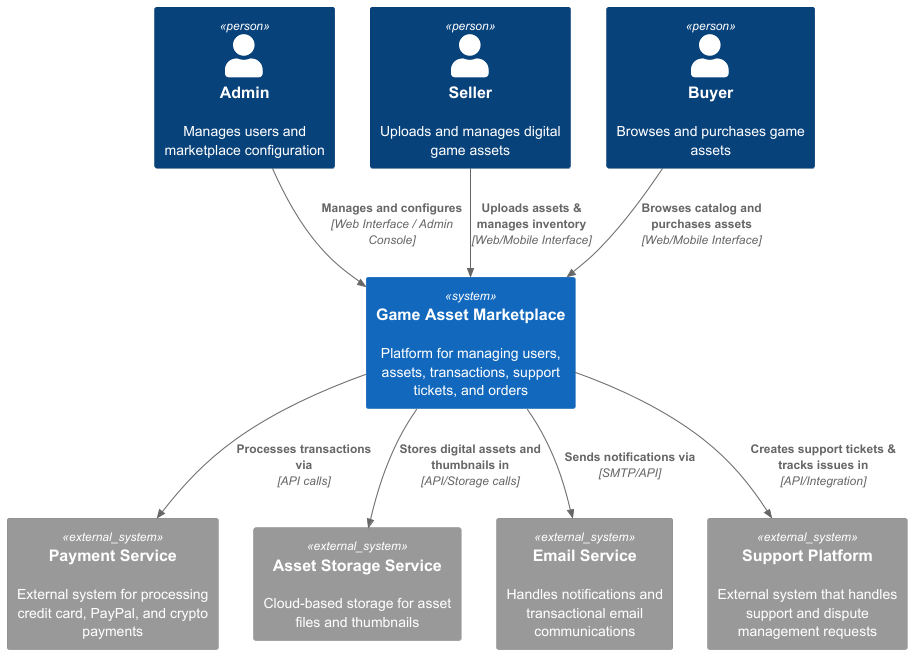 «person»
Admin
Manages users and
marketplace configuration
«person»
Seller
Uploads and manages digital
game assets
«person»
Buyer
Browses and purchases game
assets
Manages and configures
[Web Interface / Admin
Console]
Uploads assets &
manages inventory
[Web/Mobile Interface]
Browses catalog and
purchases assets
[Web/Mobile Interface]
«system»
Game Asset Marketplace
Platform for managing users,
assets, transactions, support
tickets, and orders
Processes transactions
via
[API calls]
Stores digital assets and
thumbnails in
[API/Storage calls]
Sends notifications via
[SMTP/API]
Creates support tickets &
tracks issues in
[API/Integration]
«external_system»
Payment Service
External system for processing
credit card, PayPal, and crypto
payments
«external_system»
Asset Storage Service
Cloud-based storage for asset
files and thumbnails
«external_system»
Email Service
Handles notifications and
transactional email
communications
«external_system»
Support Platform
External system that handles
support and dispute
management requests